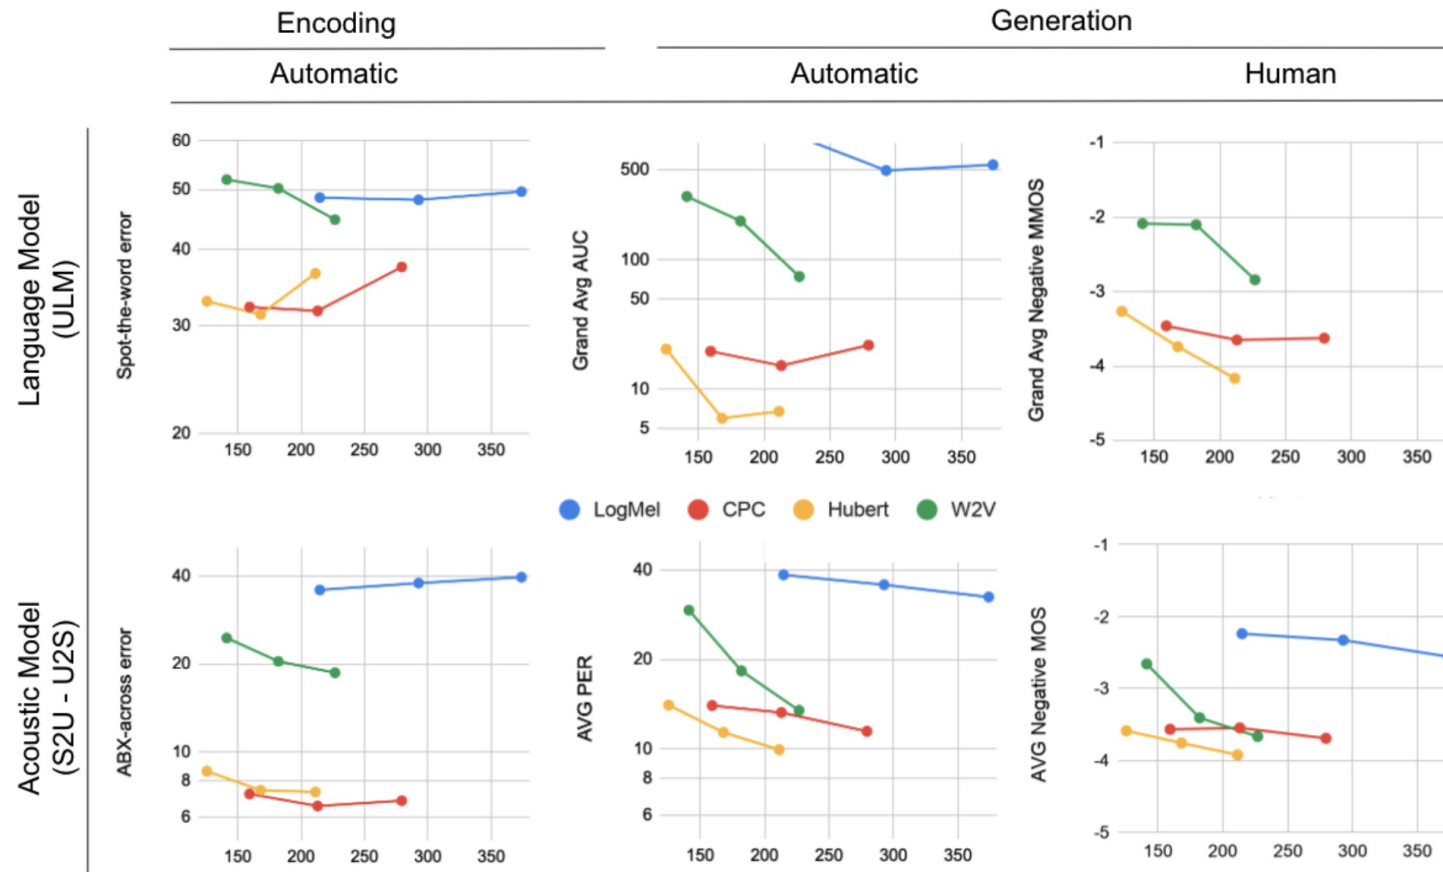 Encoding
Generation
Automatic
Automatic
Human
Language Model
(ULM)
Spot-the-word error
60
50
40
30
20
150 200 250 300 350
Grand Avg AUC
500
100
50
10
5
150 200 250 300 350
Grand Avg Negative MMOS
-1
-2
-3
-4
-5
150 200 250 300 350
LogMel CPC Hubert W2V
Acoustic Model
(S2U - U2S)
ABX-across error
40
20
10
8
6
150 200 250 300 350
AVG PER
40
20
10
8
6
150 200 250 300 350
AVG Negative MOS
-1
-2
-3
-4
-5
150 200 250 300 350